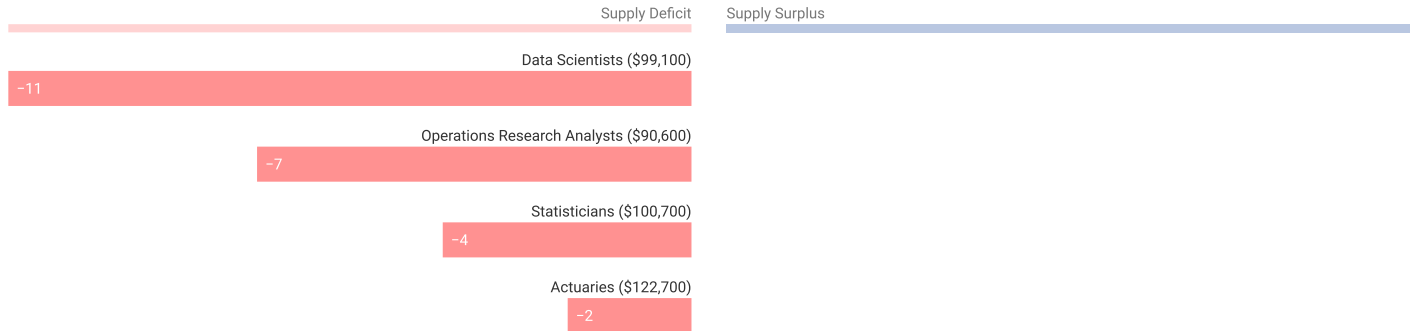 Supply Deficit
Supply Surplus
Data Scientists ($99,100)
−11
Operations Research Analysts ($90,600)
−7
Statisticians ($100,700)
−4
Actuaries ($122,700)
−2